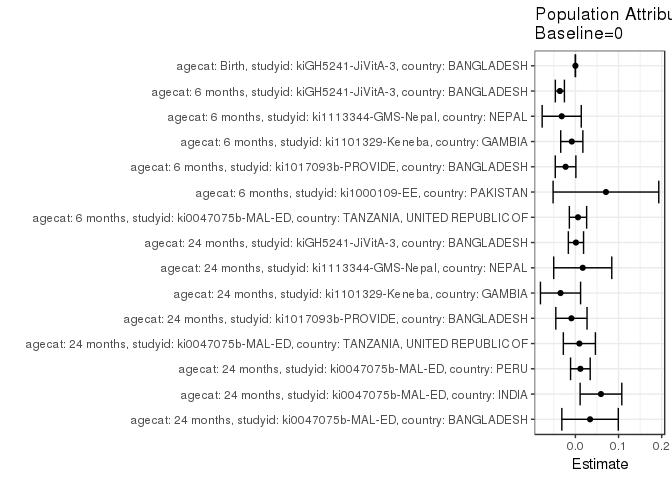 Population Attribu
Baseline=0
agecat: Birth, studyid: kiGH5241-JiVitA-3, country: BANGLADESH
agecat: 6 months, studyid: kiGH5241-JiVitA-3, country: BANGLADESH
agecat: 6 months, studyid: ki1113344-GMS-Nepal, country: NEPAL
agecat: 6 months, studyid: ki1101329-Keneba, country: GAMBIA
agecat: 6 months, studyid: ki1017093b-PROVIDE, country: BANGLADESH
agecat: 6 months, studyid: ki1000109-EE, country: PAKISTAN
agecat: 6 months, studyid: ki0047075b-MAL-ED, country: TANZANIA, UNITED REPUBLIC OF
agecat: 24 months, studyid: kiGH5241-JiVitA-3, country: BANGLADESH
agecat: 24 months, studyid: ki1113344-GMS-Nepal, country: NEPAL
agecat: 24 months, studyid: ki1101329-Keneba, country: GAMBIA
agecat: 24 months, studyid: ki1017093b-PROVIDE, country: BANGLADESH
agecat: 24 months, studyid: ki0047075b-MAL-ED, country: TANZANIA, UNITED REPUBLIC OF
agecat: 24 months, studyid: ki0047075b-MAL-ED, country: PERU
agecat: 24 months, studyid: ki0047075b-MAL-ED, country: INDIA
agecat: 24 months, studyid: ki0047075b-MAL-ED, country: BANGLADESH
0.0 0.1 0.2
Estimate